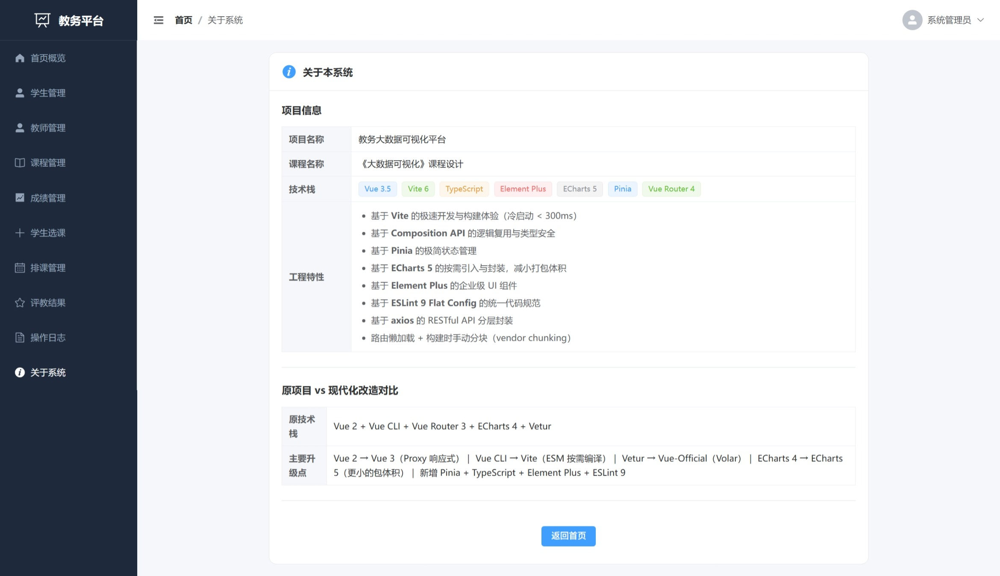 教务平台
首页 / 关于系统
系统管理员
首页概览
学生管理
教师管理
课程管理
成绩管理
学生选课
排课管理
评教结果
操作日志
关于系统
关于本系统
项目信息
项目名称 教务大数据可视化平台
课程名称 《大数据可视化》课程设计
技术栈 Vue 3.5 Vite 6 TypeScript Element Plus ECharts 5 Pinia Vue Router 4
工程特性
• 基于 Vite 的极速开发与构建体验（冷启动 < 300ms）
• 基于 Composition API 的逻辑复用与类型安全
• 基于 Pinia 的极简状态管理
• 基于 ECharts 5 的按需引入与封装，减小打包体积
• 基于 Element Plus 的企业级 UI 组件
• 基于 ESLint 9 Flat Config 的统一代码规范
• 基于 axios 的 RESTful API 分层封装
• 路由懒加载 + 构建时手动分块（vendor chunking）
原项目 vs 现代化改造对比
原技术
栈
Vue 2 + Vue CLI + Vue Router 3 + ECharts 4 + Vetur
主要升
级点
Vue 2 → Vue 3（Proxy 响应式） | Vue CLI → Vite（ESM 按需编译） | Vetur → Vue-Official（Volar） | ECharts 4 → ECharts
5（更小的包体积） | 新增 Pinia + TypeScript + Element Plus + ESLint 9
返回首页